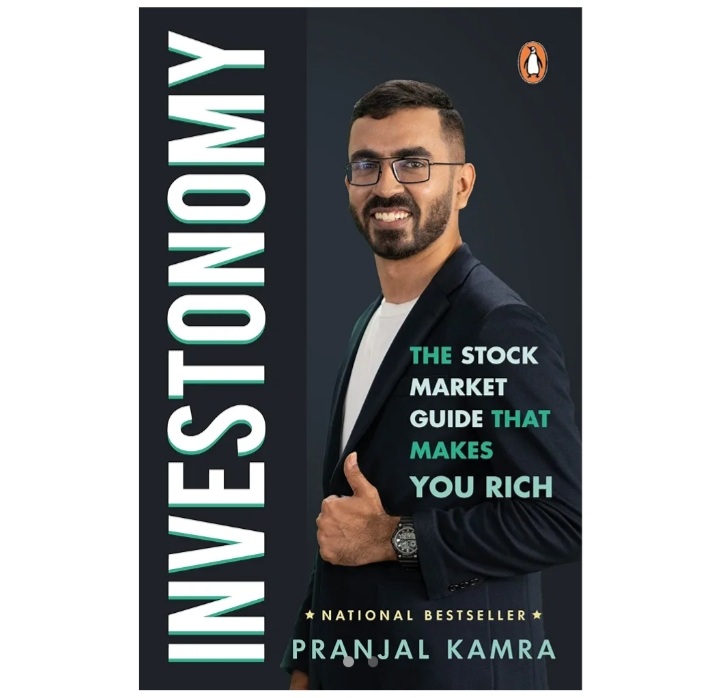 INVESTONOMY
THE STOCK
MARKET
GUIDE THAT
MAKES
YOU RICH
★ NATIONAL BESTSELLER ★
PRANJAL KAMRA